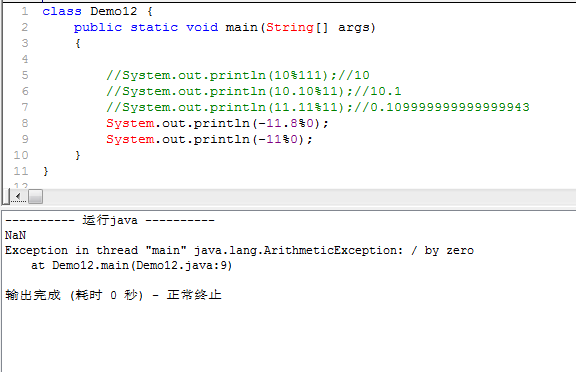 1 class Demo12 {
2 public static void main(String[] args)
3 {
4
5 //System.out.println(10%111);//10
6 //System.out.println(10.10%11);//10.1
7 //System.out.println(11.11%11);//0.109999999999999943
8 System.out.println(-11.8%0);
9 System.out.println(-11%0);
10 }
11 }
12
---------- 运行java ----------
NaN
Exception in thread "main" java.lang.ArithmeticException: / by zero
at Demo12.main(Demo12.java:9)
输出完成 (耗时 0 秒) - 正常终止